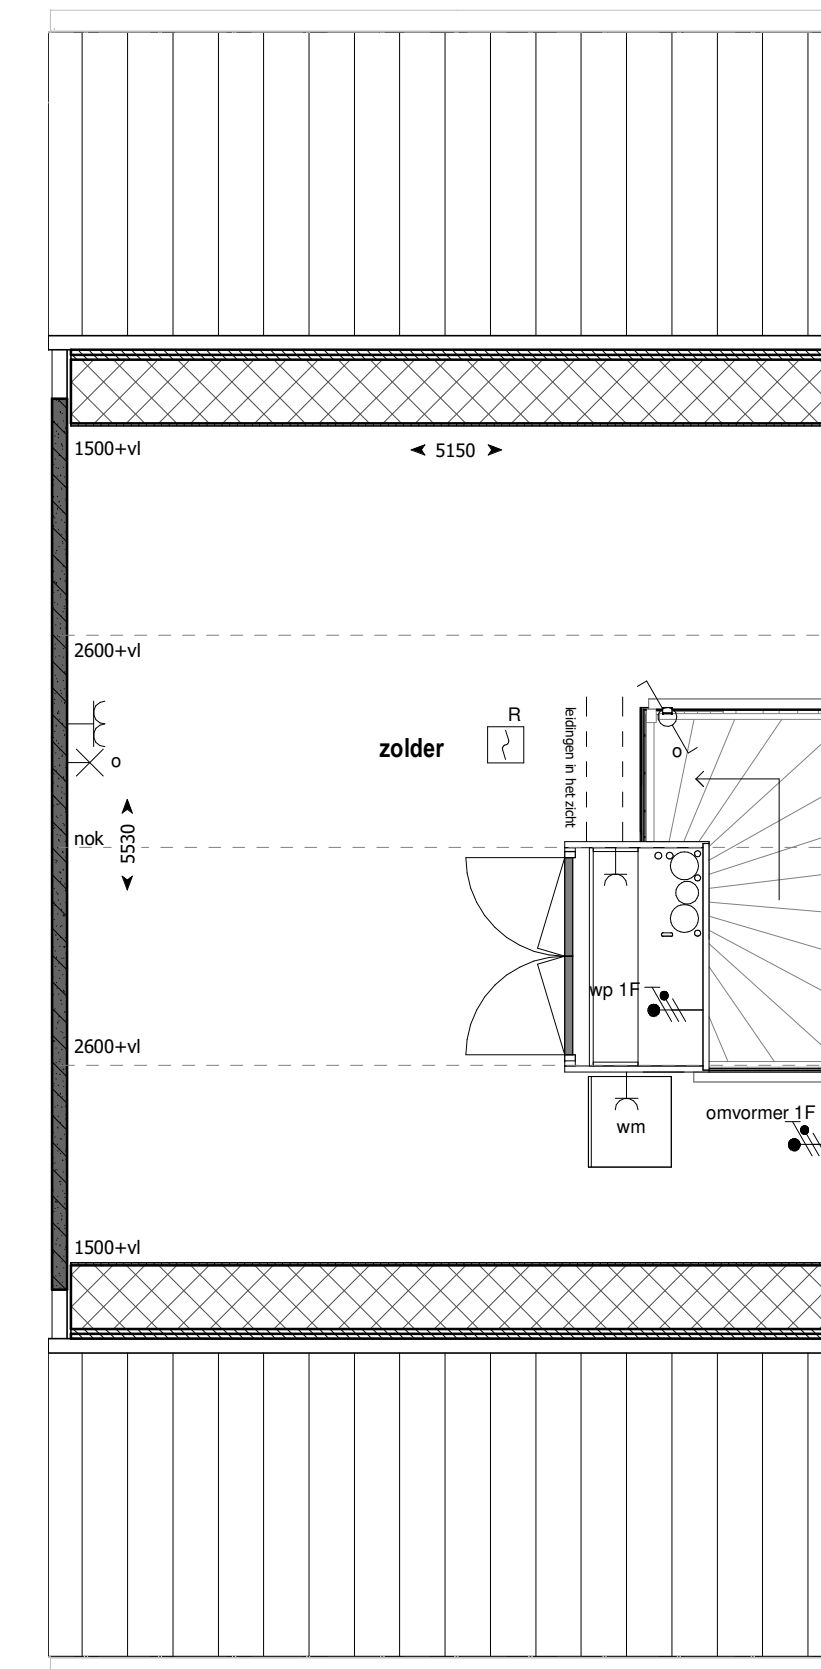 1500+vl
5150
2600+vl
R
zolder
leidingen in het zicht
o
o
nok
5530
wp 1F
2600+vl
omvormer 1F
wm
1500+vl